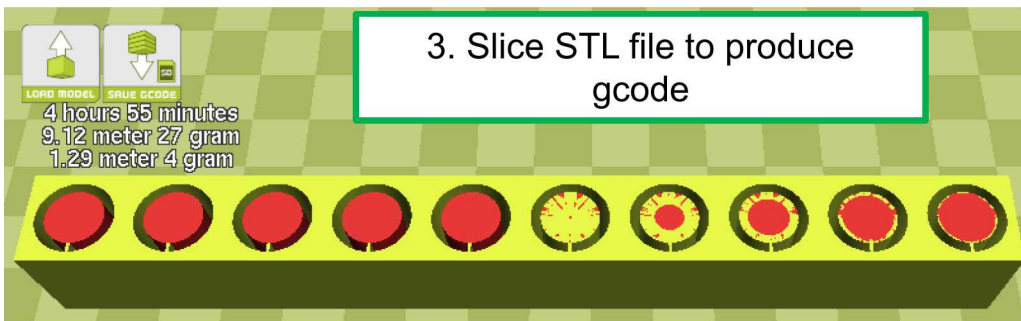 3. Slice STL file to produce
gcode
LOAD MODEL
SAVE GCODE
SD
4 hours 55 minutes
9.12 meter 27 gram
1.29 meter 4 gram